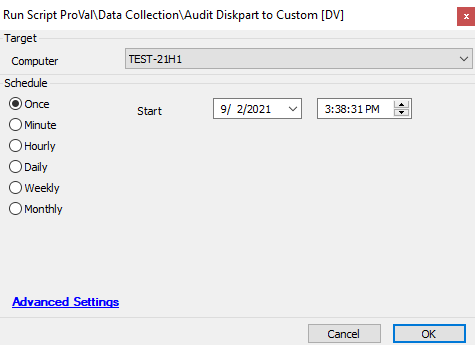 Run Script ProVal\Data Collection\Audit Diskpart to Custom [DV] x
Target
Computer TEST-21H1
Schedule
Once Start 9/ 2/2021 3:38:31 PM
Minute
Hourly
Daily
Weekly
Monthly
Advanced Settings
Cancel OK